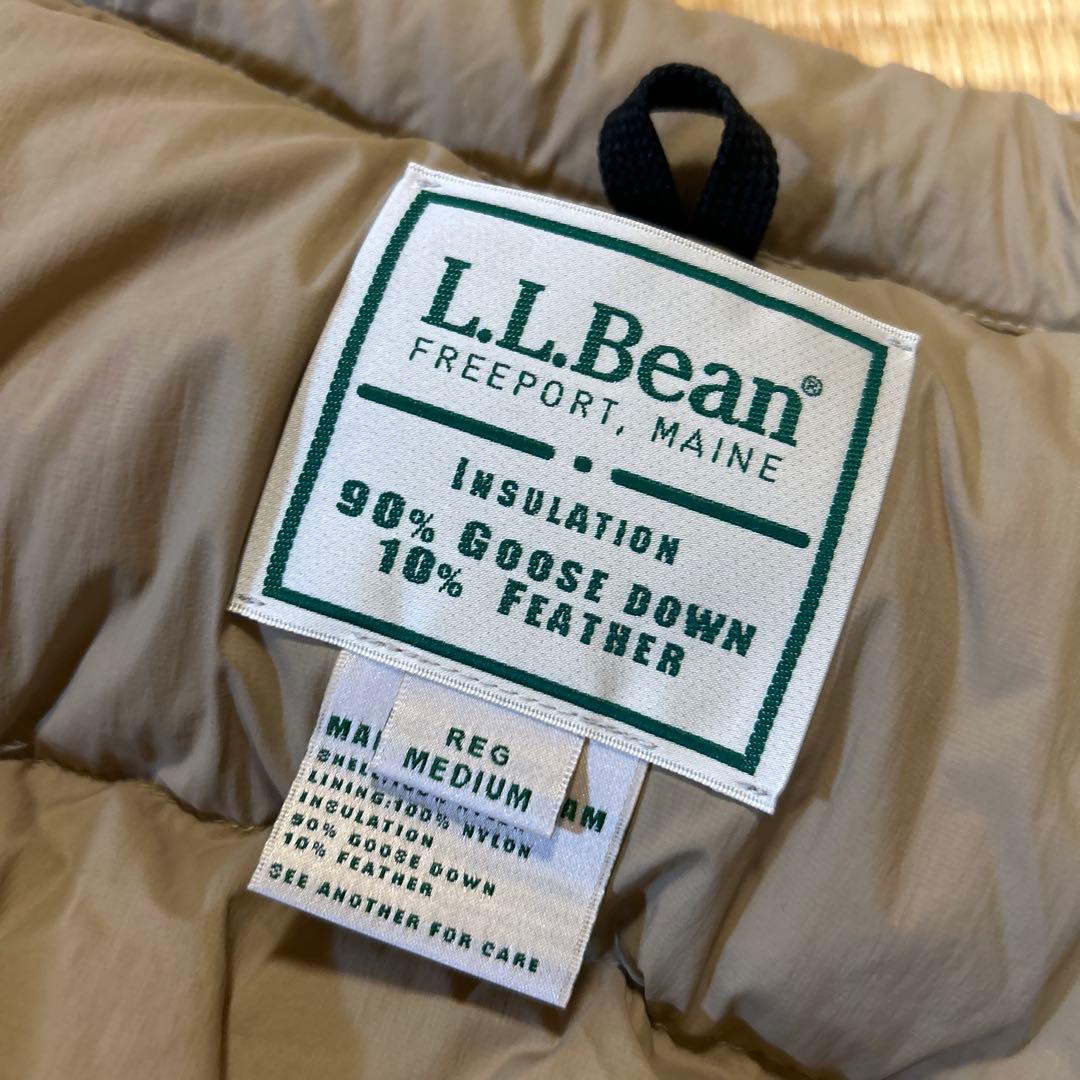 L.L.Bean®
FREEPORT, MAINE
INSULATION
90% GOOSE DOWN
10% FEATHER
REG
MEDIUM
LINING:100% NYLON
INSULATION
90% GOOSE DOWN
10% FEATHER
SEE ANOTHER FOR CARE